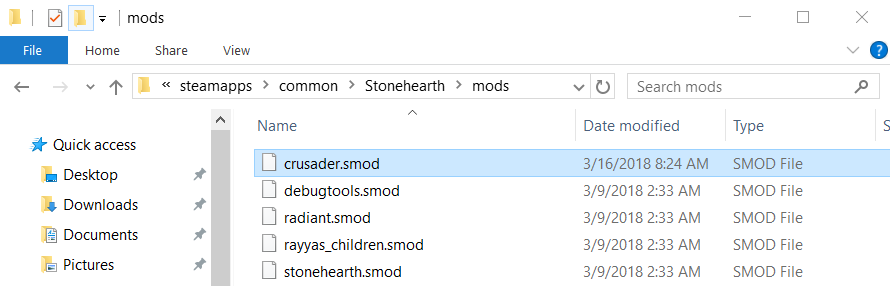 mods
File Home Share View
« steamapps > common > Stonehearth > mods Search mods
Name Date modified Type S
Quick access
Desktop
Downloads
Documents
Pictures
crusader.smod 3/16/2018 8:24 AM SMOD File
debugtools.smod 3/9/2018 2:33 AM SMOD File
radiant.smod 3/9/2018 2:33 AM SMOD File
rayyas_children.smod 3/9/2018 2:33 AM SMOD File
stonehearth.smod 3/9/2018 2:33 AM SMOD File